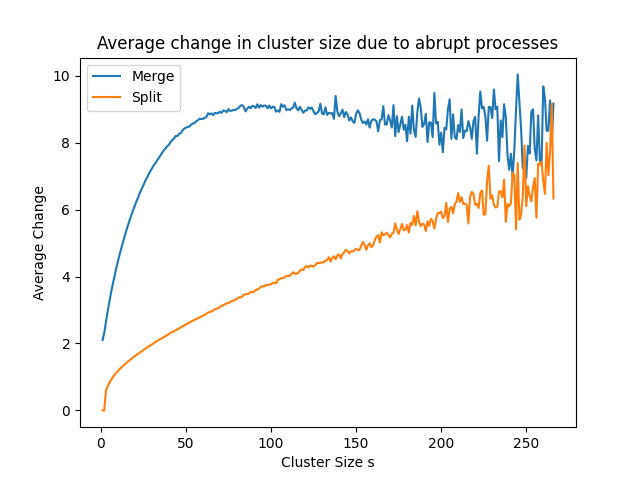 Average change in cluster size due to abrupt processes
Merge
Split
10
8
6
4
2
0
Average Change
0 50 100 150 200 250
Cluster Size s